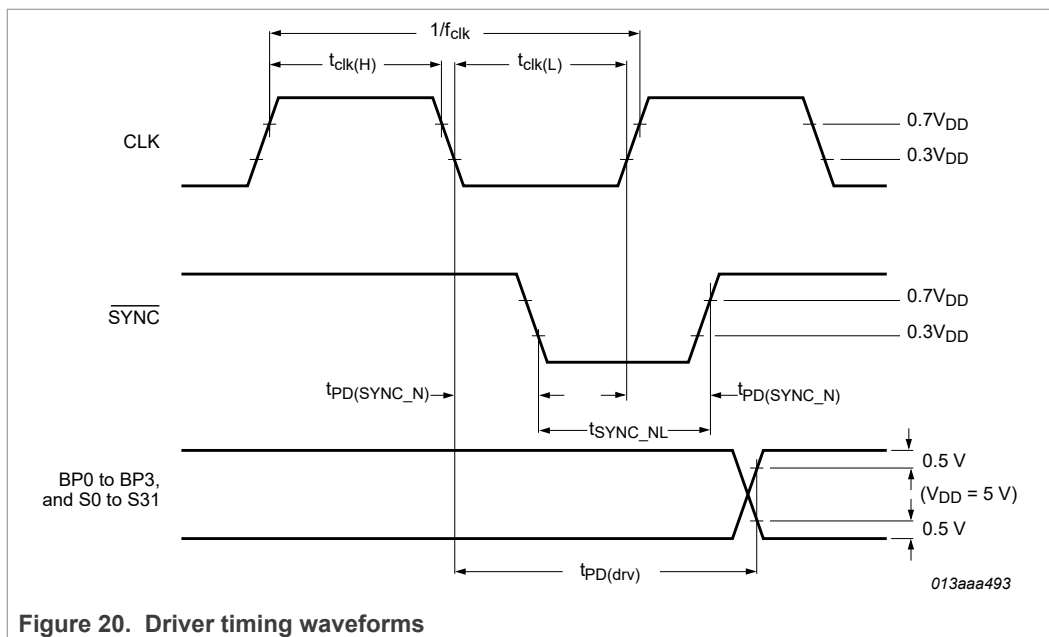 1/fclk
tclk(H)
tclk(L)
CLK
0.7VDD
0.3VDD
SYNC
0.7VDD
0.3VDD
tPD(SYNC_N)
tPD(SYNC_N)
tSYNC_NL
BP0 to BP3,
and S0 to S31
0.5 V
(VDD = 5 V)
0.5 V
tPD(drv)
013aaa493
Figure 20. Driver timing waveforms